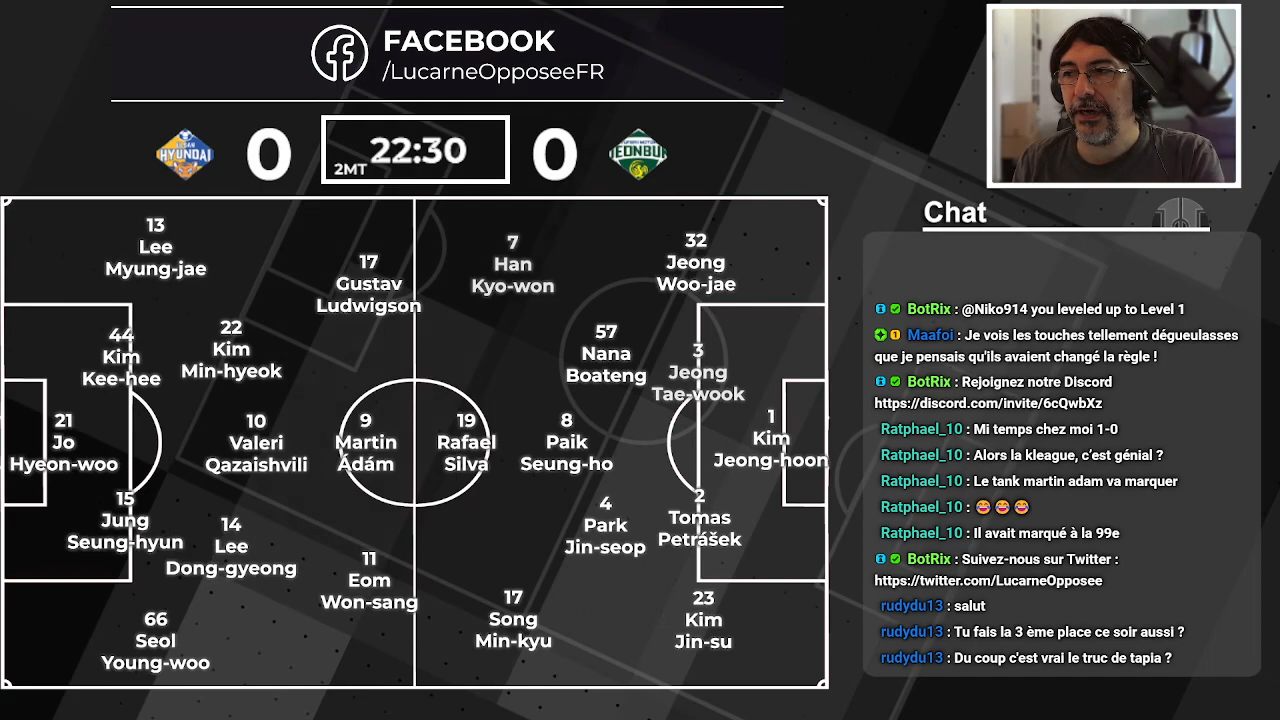 FACEBOOK
/LucarneOpposeeFR
HYUNDAI
0
2MT
22:30
0
13
Lee
Myung-jae
17
Gustav
Ludwigson
7
Han
Kyo-won
32
Jeong
Woo-jae
44
Kim
Kee-hee
22
Kim
Min-hyeok
57
Nana
Boateng
3
Jeong
Tae-wook
21
Jo
Hyeon-woo
10
Valeri
Qazaishvili
9
Martin
Ádám
19
Rafael
Silva
8
Paik
Seung-ho
1
Kim
Jeong-hoon
15
Jung
Seung-hyun
14
Lee
Dong-gyeong
11
Eom
Won-sang
4
Park
Jin-seop
2
Tomas
Petrášek
66
Seol
Young-woo
17
Song
Min-kyu
23
Kim
Jin-su
Chat
BotRix : @Niko914 you leveled up to Level 1
Maafoi : Je vois les touches tellement dégueulasses
que je pensais qu'ils avaient changé la règle !
BotRix : Rejoignez notre Discord
https://discord.com/invite/6cQwbXz
Ratphael_10 : Mi temps chez moi 1-0
Ratphael_10 : Alors la kleague, c'est génial ?
Ratphael_10 : Le tank martin adam va marquer
Ratphael_10 : 😂 😂 😂
Ratphael_10 : Il avait marqué à la 99e
BotRix : Suivez-nous sur Twitter :
https://twitter.com/LucarneOpposee
rudydu13 : salut
rudydu13 : Tu fais la 3 ème place ce soir aussi ?
rudydu13 : Du coup c'est vrai le truc de tapia ?